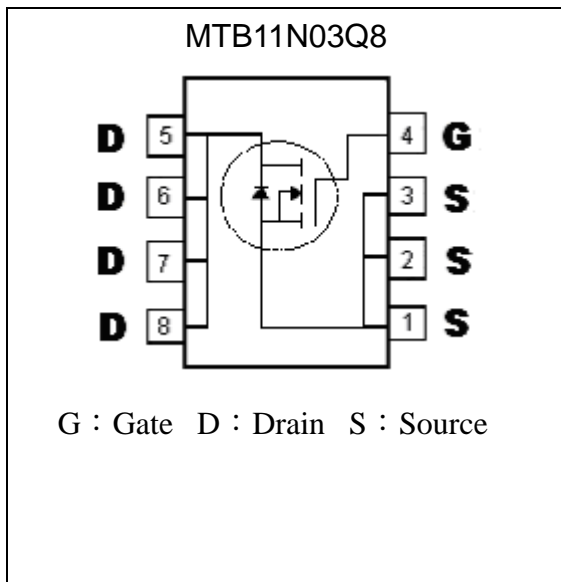 MTB11N03Q8
D 5 4 G
D 6 3 S
D 7 2 S
D 8 1 S
G：Gate D：Drain S：Source